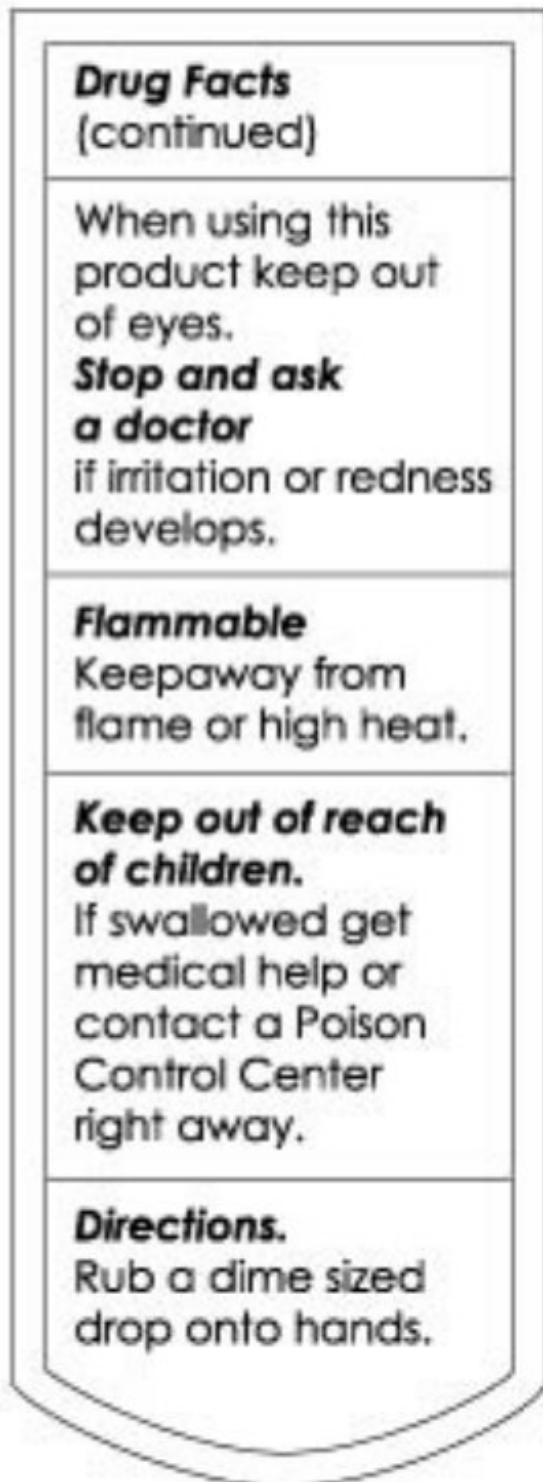 Drug Facts
(continued)
When using this
product keep out
of eyes.
Stop and ask
a doctor
if irritation or redness
develops.
Flammable
Keepaway from
flame or high heat.
Keep out of reach
of children.
If swallowed get
medical help or
contact a Poison
Control Center
right away.
Directions.
Rub a dime sized
drop onto hands.